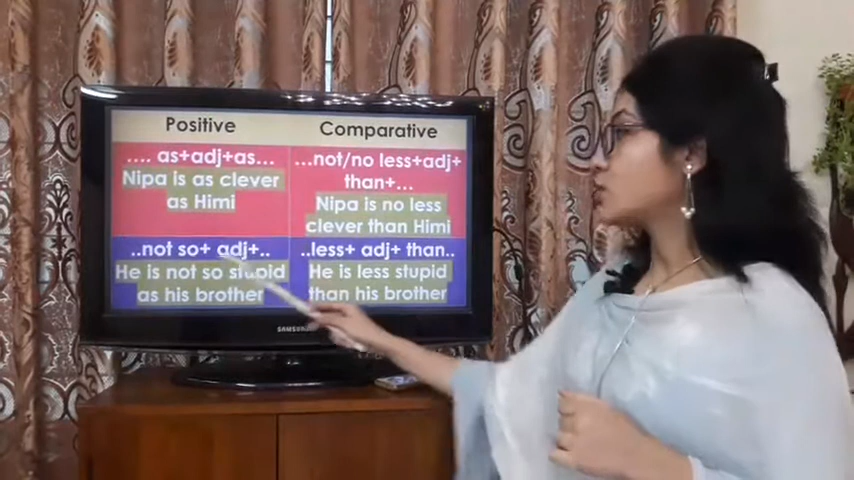 Positive
Comparative
.... as+adj+as....
Nipa is as clever
as Himi
...not/no less+adj+
than+...
Nipa is no less
clever than Himi
..not so+ adj+..
He is not so stupid
as his brother
..less+ adj+ than..
He is less stupid
than his brother
SAMSUNG